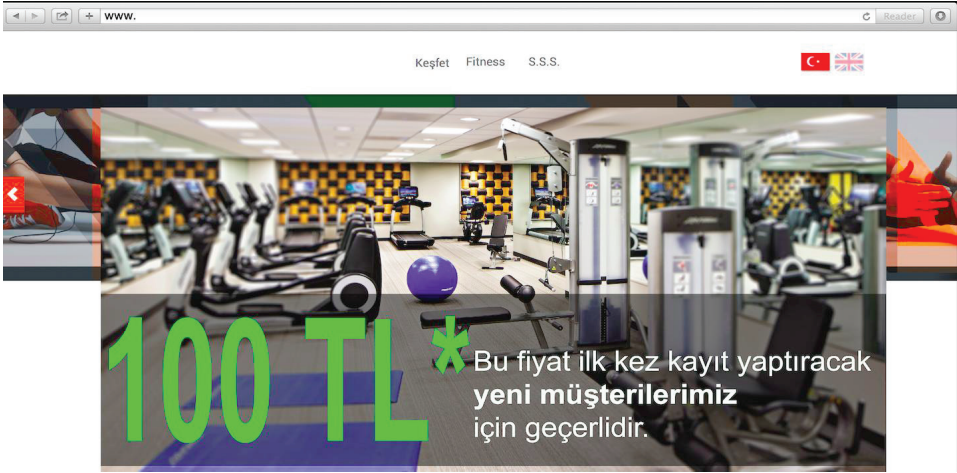 www.
Reader
Keşfet Fitness S.S.S.
100 TL*
Bu fiyat ilk kez kayıt yaptıracak
yeni müşterilerimiz
için geçerlidir.